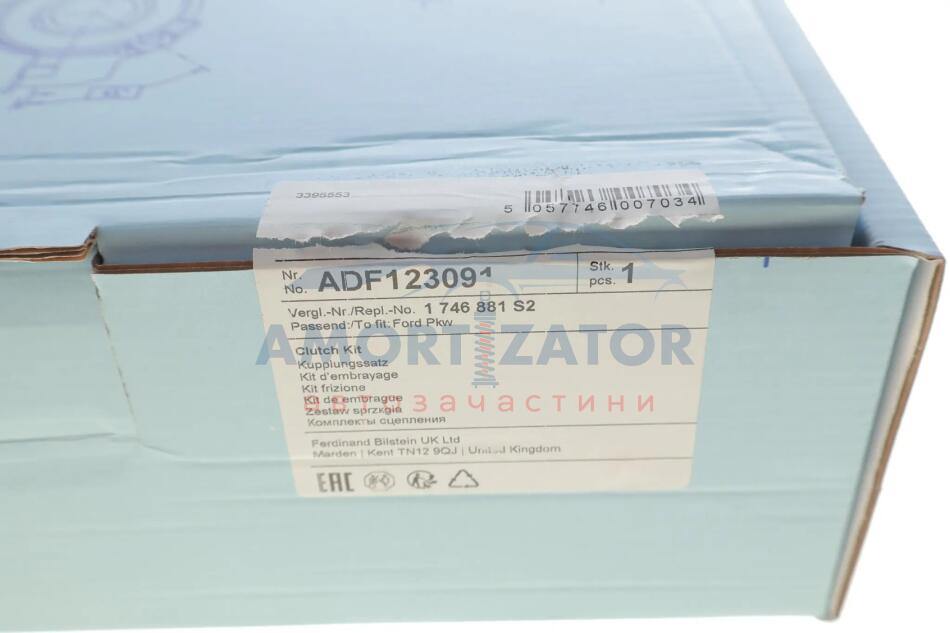 3395553
5 057746 007034
Nr. No. ADF123091 Stk. pcs. 1
Vergl.-Nr./Repl.-No. 1 746 881 S2
Passend:/To fit: Ford Pkw
AMORTIZATOR
Clutch Kit
Kupplungssatz
Kit d'embrayage
Kit frizione
Kit de embrague
автозачастини
Zestaw sprzęgła
Комплекты сцепления
Ferdinand Bilstein UK Ltd
Marden | Kent TN12 9QJ | United Kingdom
EAC